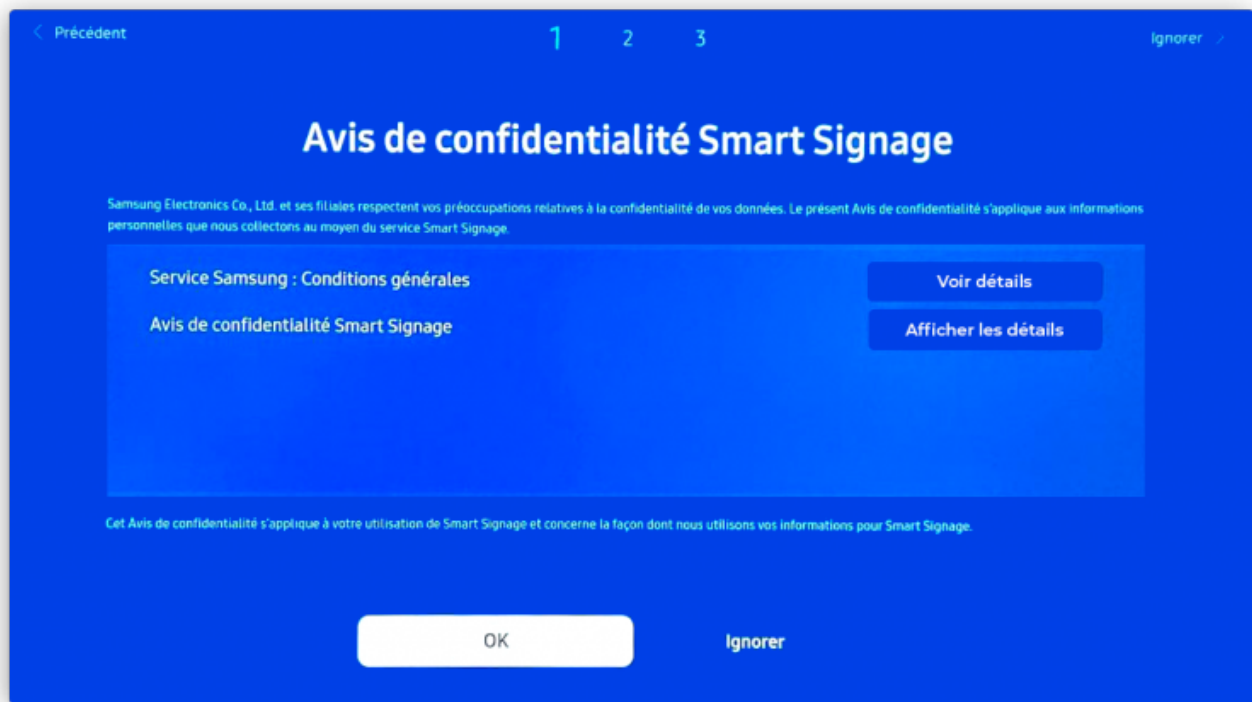 Précédent
1 2 3
Ignorer
Avis de confidentialité Smart Signage
Samsung Electronics Co., Ltd. et ses filiales respectent vos préoccupations relatives à la confidentialité de vos données. Le présent Avis de confidentialité s'applique aux informations
personnelles que nous collectons au moyen du service Smart Signage.
Service Samsung : Conditions générales
Voir détails
Avis de confidentialité Smart Signage
Afficher les détails
Cet Avis de confidentialité s'applique à votre utilisation de Smart Signage et concerne la façon dont nous utilisons vos informations pour Smart Signage.
OK
Ignorer